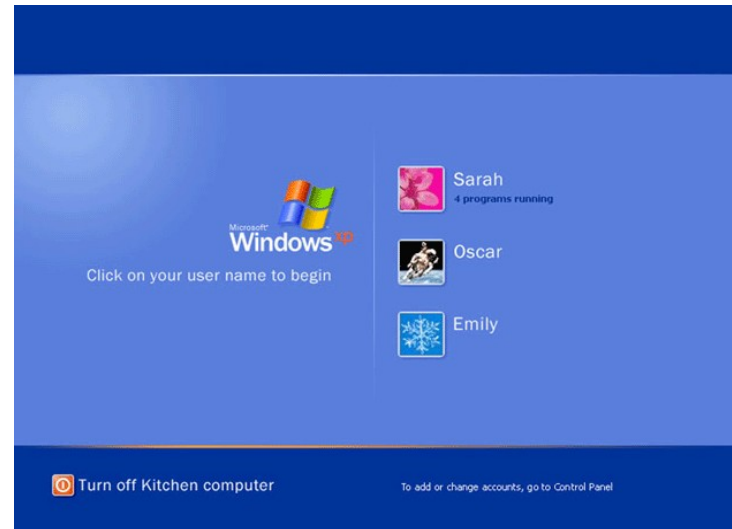 Microsoft®
Windows xp
Click on your user name to begin
Sarah
4 programs running
Oscar
Emily
Turn off Kitchen computer
To add or change accounts, go to Control Panel